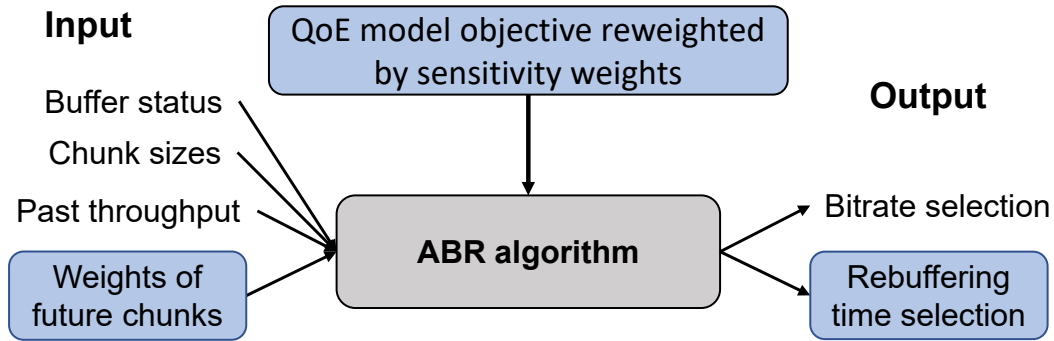 Input
QoE model objective reweighted
by sensitivity weights
Output
Buffer status
Chunk sizes
Past throughput
Weights of
future chunks
ABR algorithm
Bitrate selection
Rebuffering
time selection